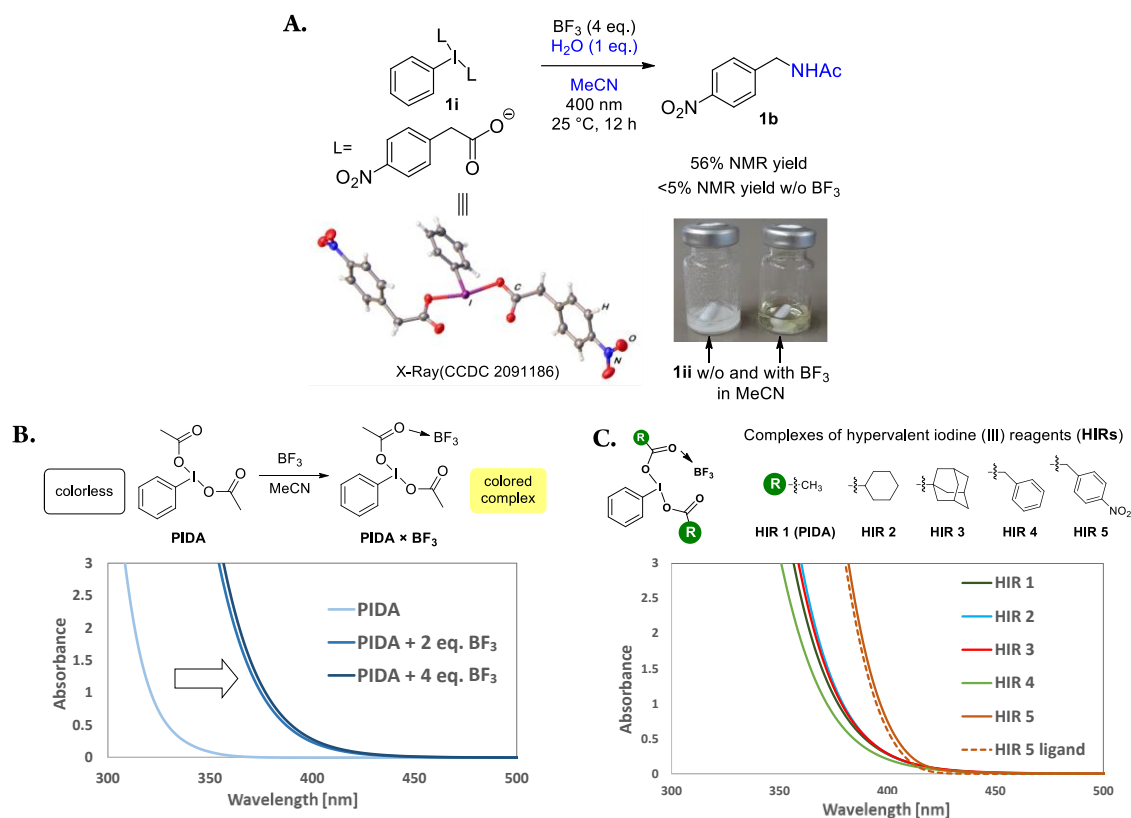 A.
L
I
L
1i
L=
O₂N
O
O⊖
BF₃ (4 eq.)
H₂O (1 eq.)
MeCN
400 nm
25 °C, 12 h
NHAc
O₂N
1b
56% NMR yield
<5% NMR yield w/o BF₃
I
C
H
O
N
X-Ray(CCDC 2091186)
1ii w/o and with BF₃
in MeCN
B.
colorless
O
O
I
O
O
PIDA
BF₃
MeCN
O
BF₃
O
I
O
O
PIDA × BF₃
colored
complex
3
2.5
2
1.5
1
0.5
0
Absorbance
300
350
400
450
500
Wavelength [nm]
PIDA
PIDA + 2 eq. BF₃
PIDA + 4 eq. BF₃
C.
R
O
BF₃
O
I
O
O
R
Complexes of hypervalent iodine (III) reagents (HIRs)
R
CH₃
NO₂
HIR 1 (PIDA)
HIR 2
HIR 3
HIR 4
HIR 5
3
2.5
2
1.5
1
0.5
0
Absorbance
300
350
400
450
500
Wavelength [nm]
HIR 1
HIR 2
HIR 3
HIR 4
HIR 5
HIR 5 ligand